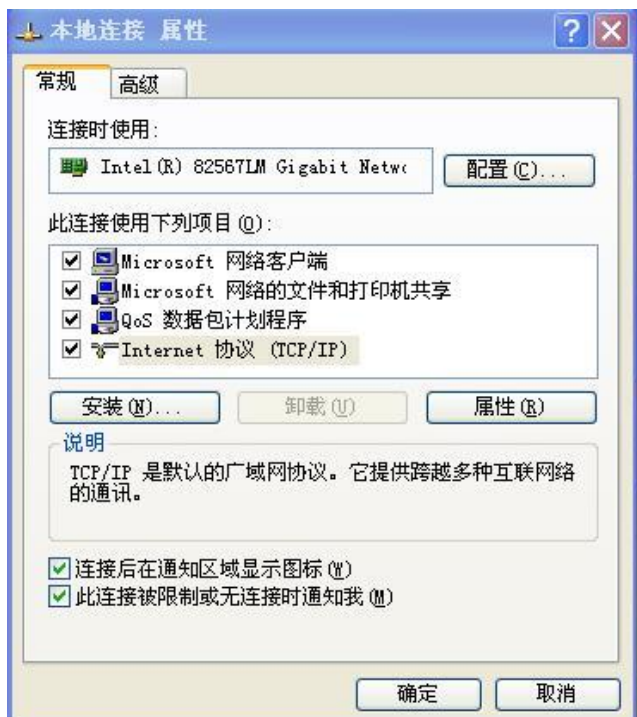 本地连接 属性
常规
高级
连接时使用:
Intel(R) 82567LM Gigabit Netwo
配置(C)...
此连接使用下列项目(O):
Microsoft 网络客户端
Microsoft 网络的文件和打印机共享
QoS 数据包计划程序
Internet 协议 (TCP/IP)
安装(N)...
卸载(U)
属性(R)
说明
TCP/IP 是默认的广域网协议。它提供跨越多种互联网络
的通讯。
连接后在通知区域显示图标(W)
此连接被限制或无连接时通知我(M)
确定
取消